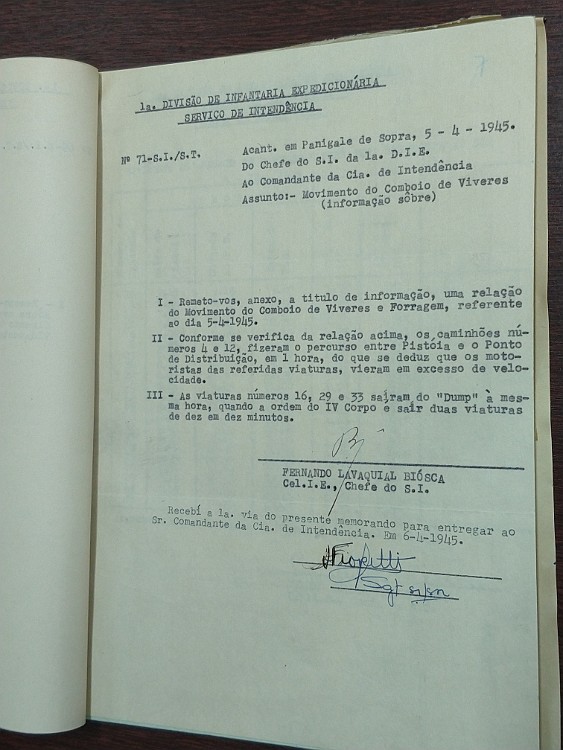 7
1a. DIVISÃO DE INFANTARIA EXPEDICIONÁRIA
SERVIÇO DE INTENDÊNCIA
Nº 71-S.I./S.T.
Acant. em Panigale de Sopra, 5 - 4 - 1945.
Do Chefe do S.I. da 1a. D.I.E.
Ao Comandante da Cia. de Intendência
Assunto:- Movimento do Comboio de Viveres
(informação sôbre)
I - Remeto-vos, anexo, a titulo de informação, uma relação
do Movimento do Comboio de Viveres e Forragem, referente
ao dia 5-4-1945.
II - Conforme se verifica da relação acima, os caminhões nú-
meros 4 e 12, fizeram o percurso entre Pistóia e o Ponto
de Distribuição, em 1 hora, do que se deduz que os moto-
ristas das referidas viaturas, vieram em excesso de velo-
cidade.
III - As viaturas números 16, 29 e 33 saíram do "Dump" à mes-
ma hora, quando a ordem do IV Corpo e sair duas viaturas
de dez em dez minutos.
FERNANDO LAVAQUIAL BIÓSCA
Cel.I.E., Chefe do S.I.
Recebí a 1a. via do presente memorando para entregar ao
Sr. Comandante da Cia. de Intendência. Em 6-4-1945.
Sgt